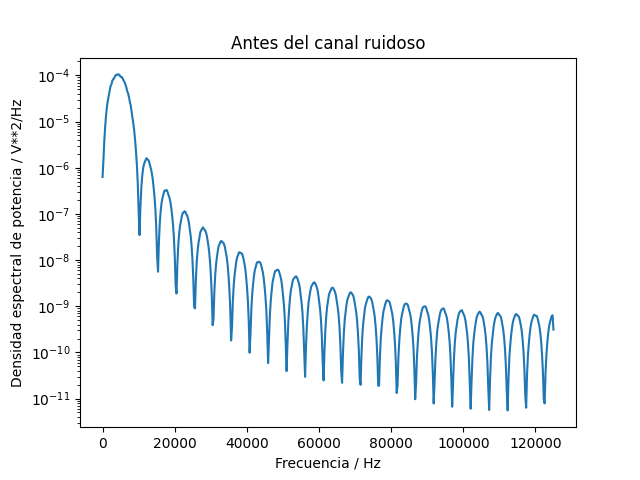 Antes del canal ruidoso
Densidad espectral de potencia / V**2/Hz
10⁻⁴
10⁻⁵
10⁻⁶
10⁻⁷
10⁻⁸
10⁻⁹
10⁻¹⁰
10⁻¹¹
0 20000 40000 60000 80000 100000 120000
Frecuencia / Hz